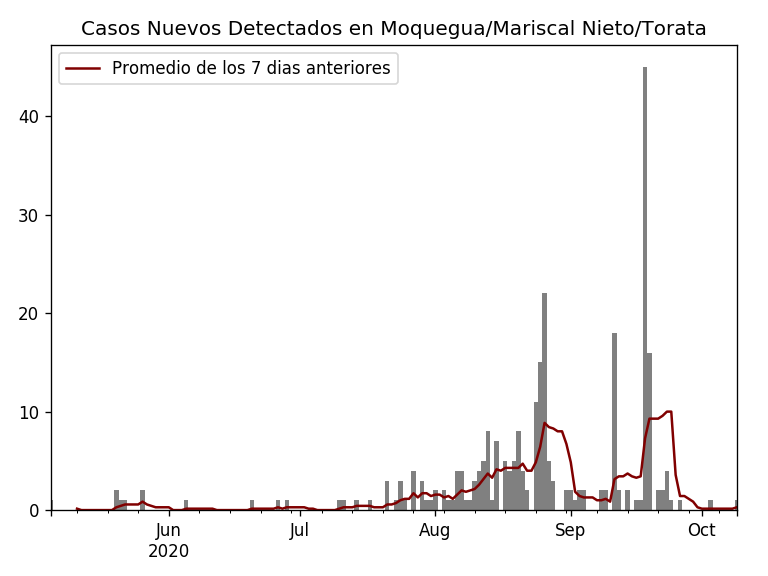 Casos Nuevos Detectados en Moquegua/Mariscal Nieto/Torata
Promedio de los 7 dias anteriores
40
30
20
10
0
Jun Jul Aug Sep Oct
2020